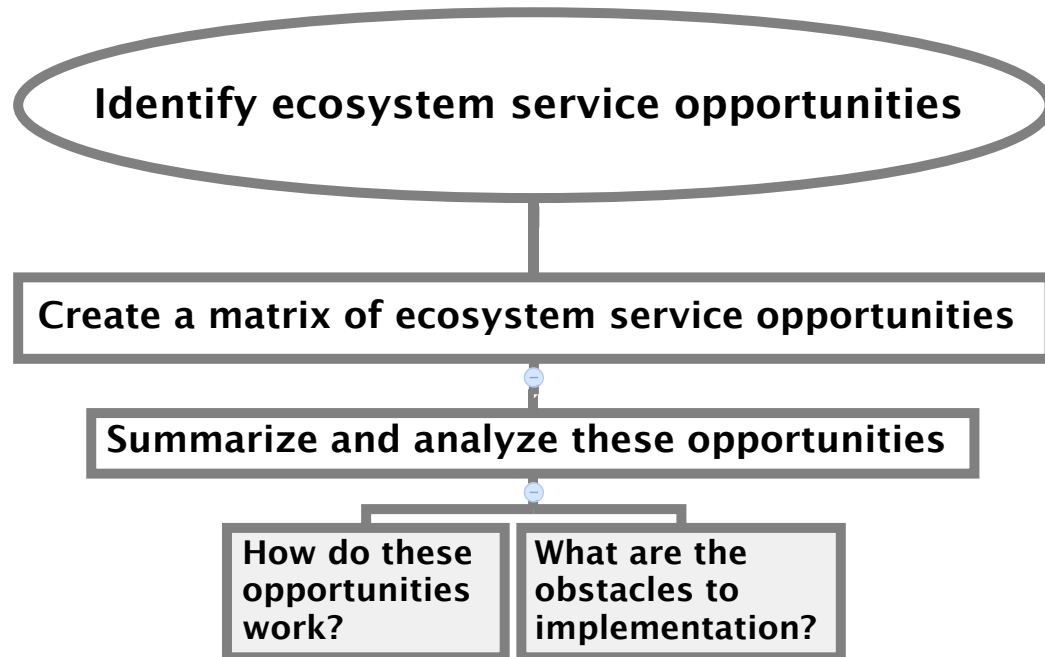 Identify ecosystem service opportunities
Create a matrix of ecosystem service opportunities
Summarize and analyze these opportunities
How do these
opportunities
work?
What are the
obstacles to
implementation?